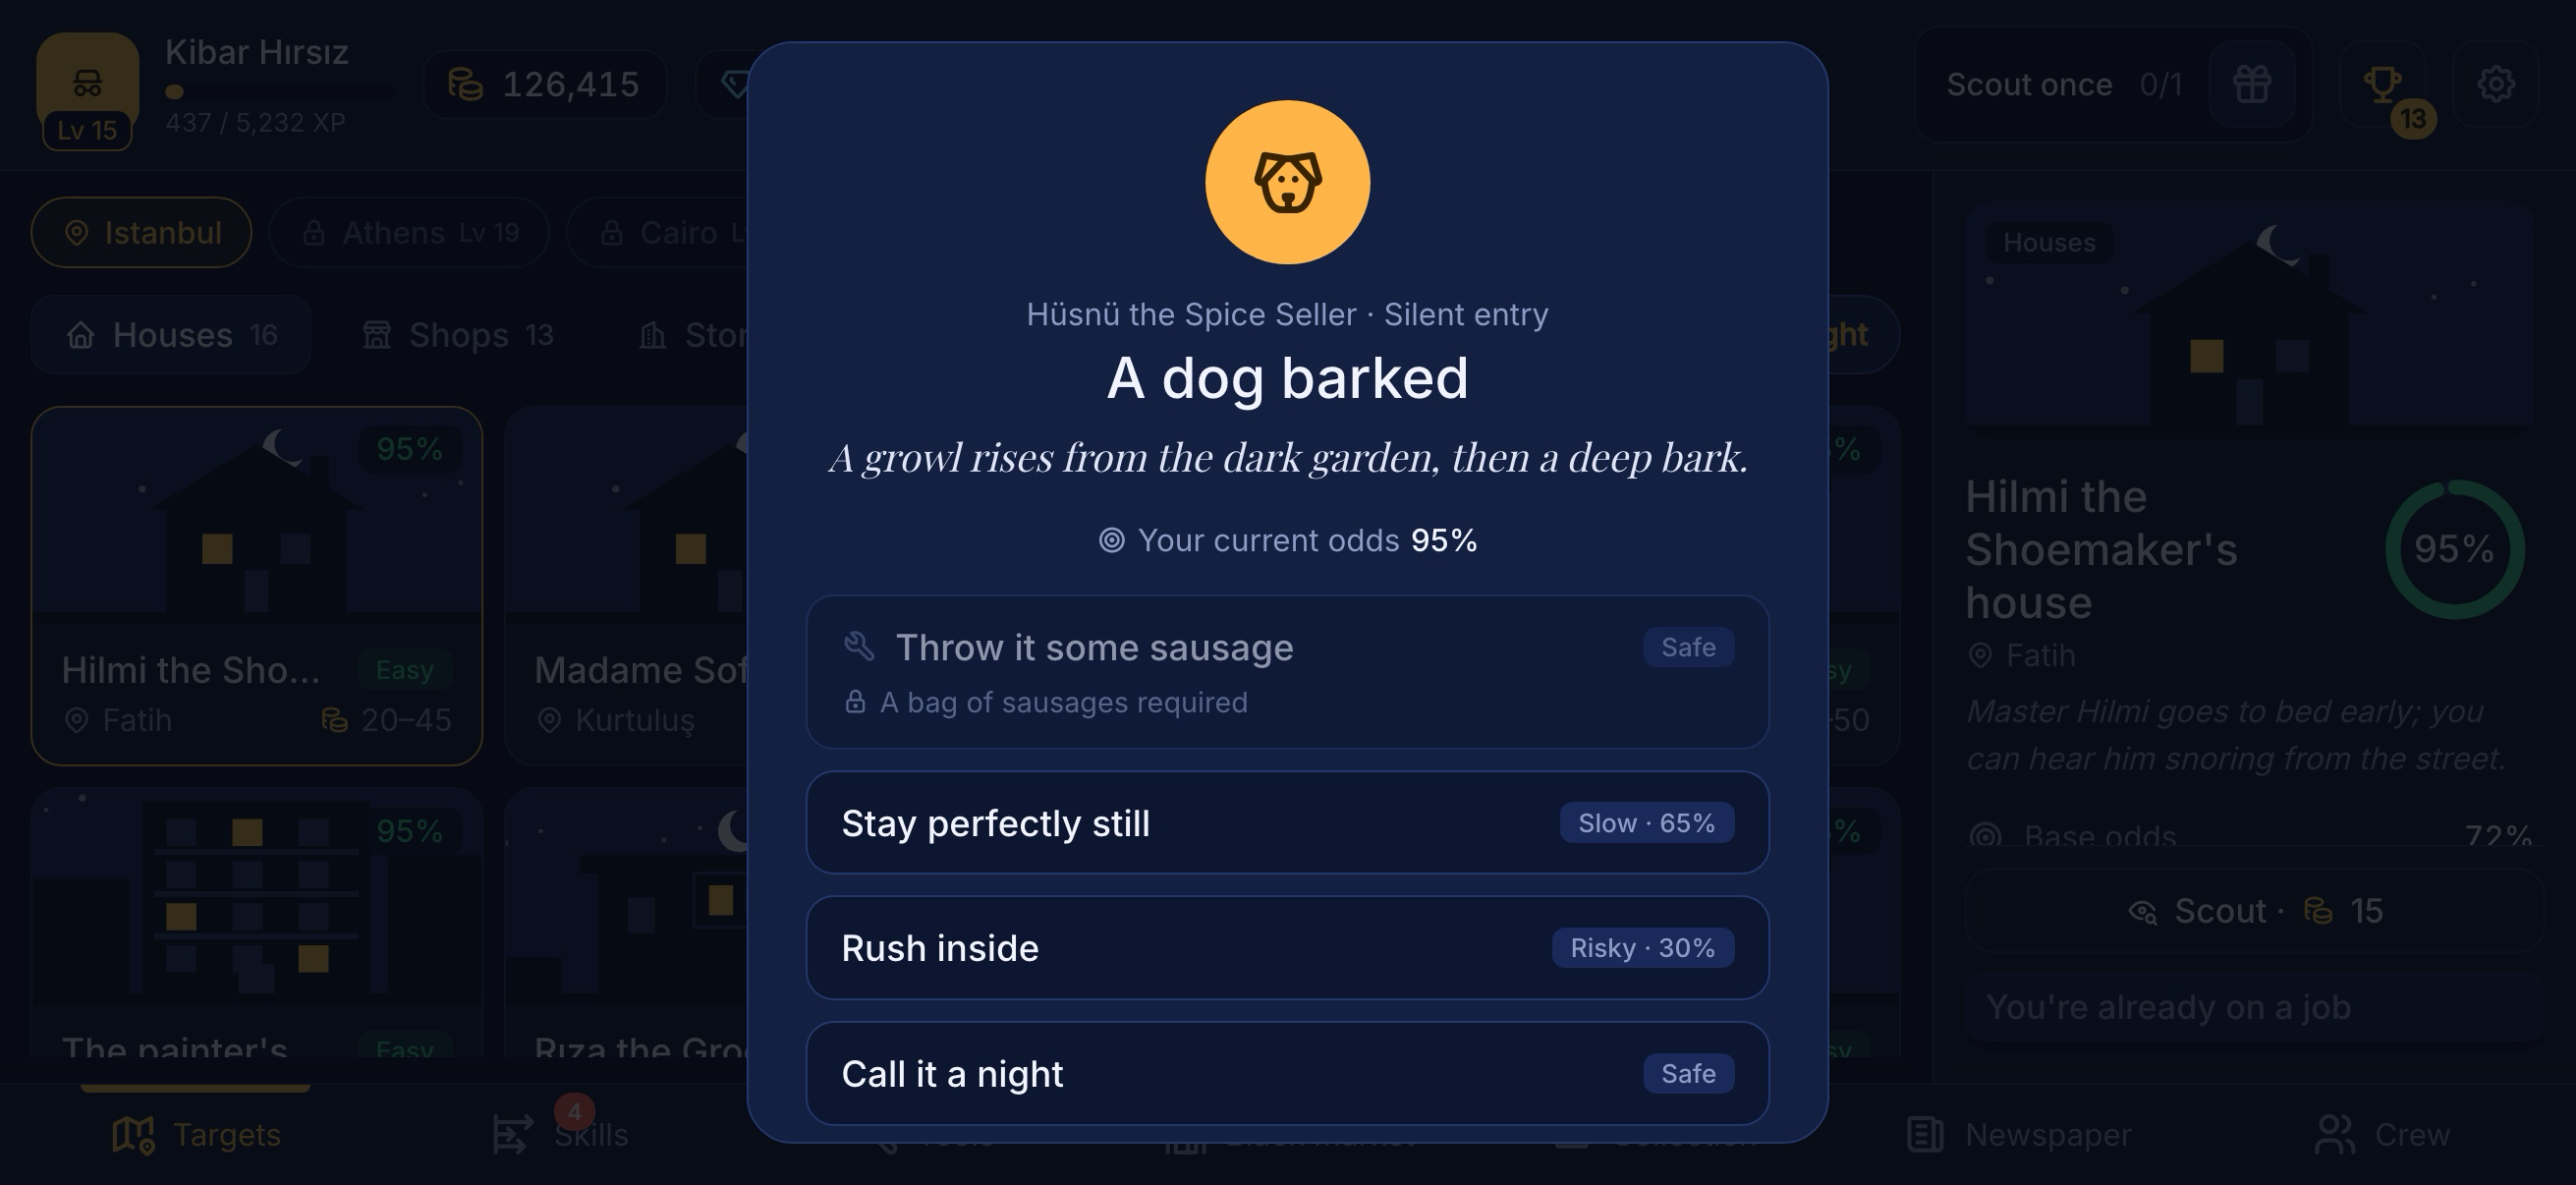 Kibar Hırsız
Lv 15
437 / 5,232 XP
126,415
Scout once 0/1
13
Istanbul
Athens Lv 19
Cairo
Houses 16
Shops 13
95%
Hilmi the Sho...
Easy
Fatih
20–45
Madame Sof
Kurtuluş
95%
The painter's
Easy
Rıza the Gro
Hüsnü the Spice Seller · Silent entry
A dog barked
A growl rises from the dark garden, then a deep bark.
Your current odds 95%
Throw it some sausage
Safe
A bag of sausages required
Stay perfectly still
Slow · 65%
Rush inside
Risky · 30%
Call it a night
Safe
Houses
Hilmi the
Shoemaker's
house
95%
Fatih
Master Hilmi goes to bed early; you
can hear him snoring from the street.
Base odds
72%
Scout · 15
You're already on a job
Targets
4
Skills
Newspaper
Crew